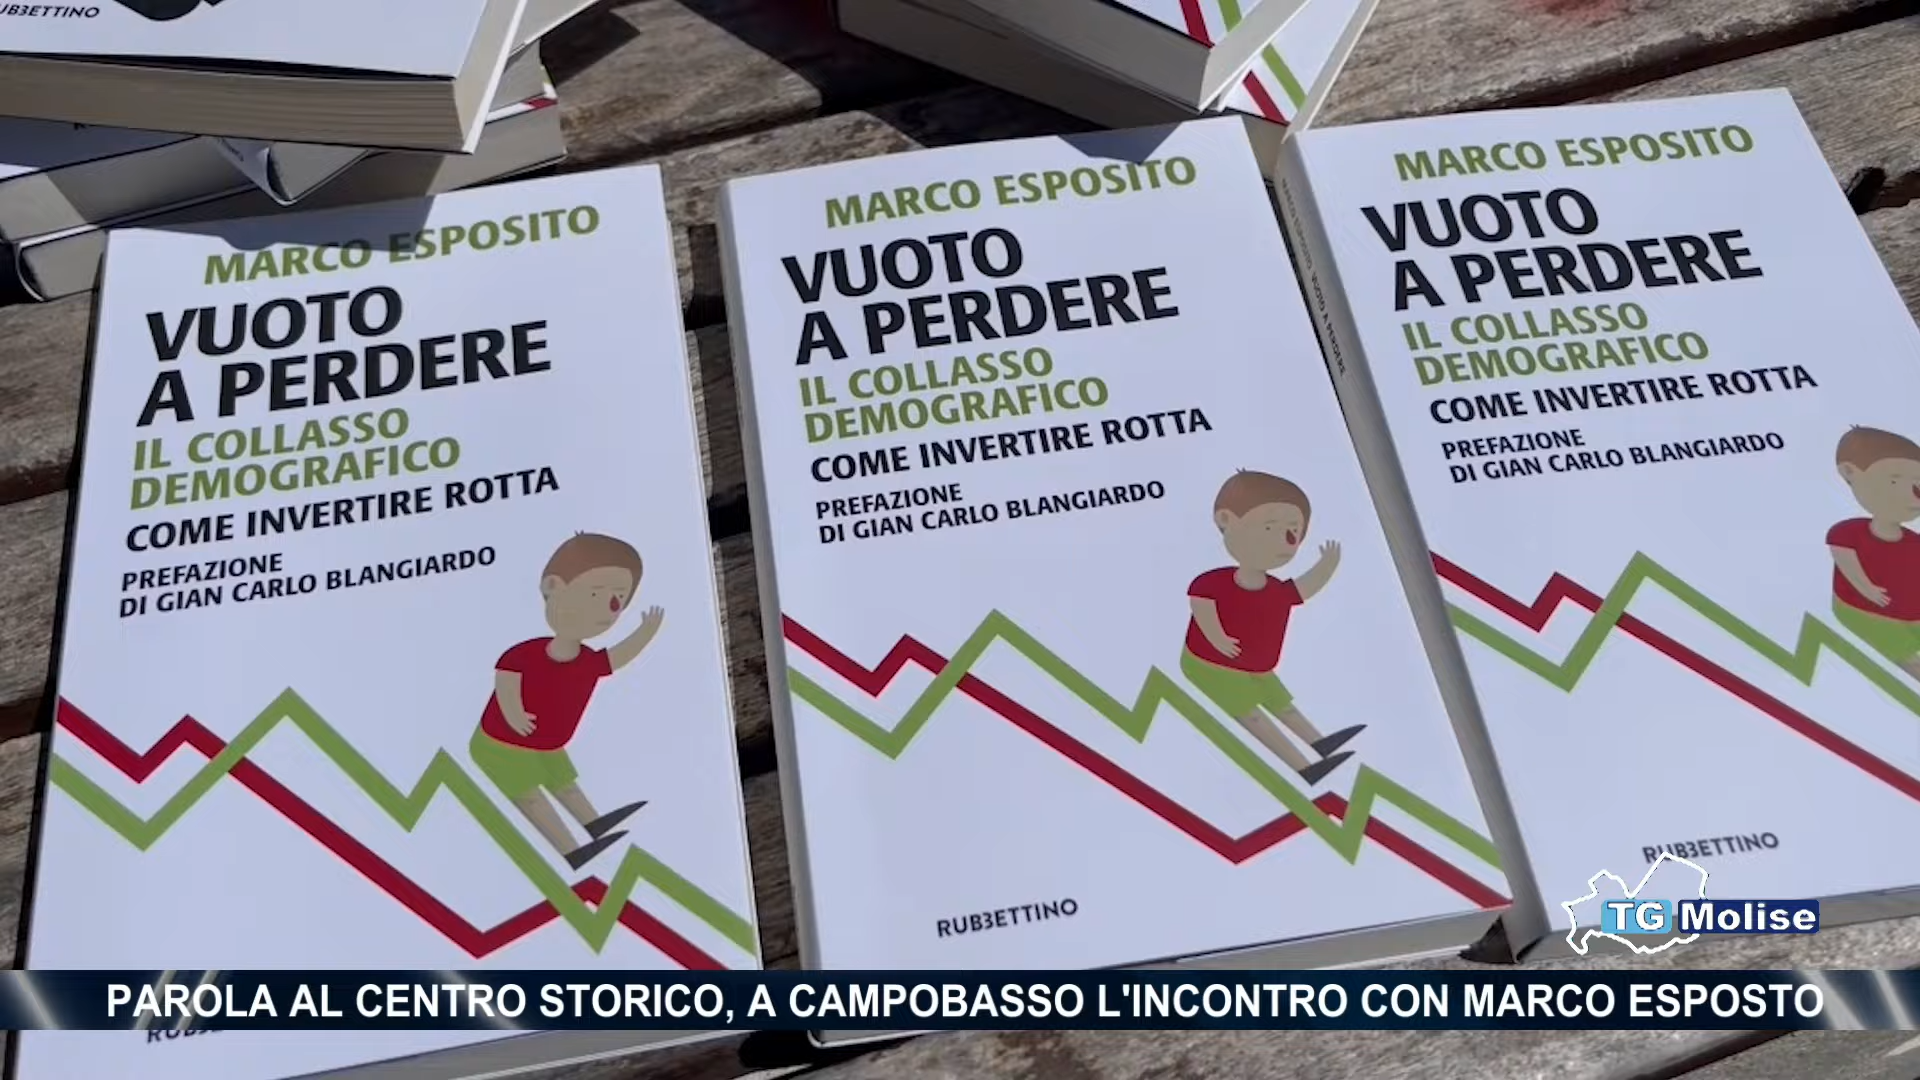 RUBBETTINO
MARCO ESPOSITO
VUOTO
A PERDERE
IL COLLASSO
DEMOGRAFICO
COME INVERTIRE ROTTA
PREFAZIONE
DI GIAN CARLO BLANGIARDO
MARCO ESPOSITO
VUOTO
A PERDERE
IL COLLASSO
DEMOGRAFICO
COME INVERTIRE ROTTA
PREFAZIONE
DI GIAN CARLO BLANGIARDO
RUBBETTINO
MARCO ESPOSITO
VUOTO
A PERDERE
IL COLLASSO
DEMOGRAFICO
COME INVERTIRE ROTTA
PREFAZIONE
DI GIAN CARLO BLANGIARDO
RUBBETTINO
VUOTO A PERDERE
TG Molise
PAROLA AL CENTRO STORICO, A CAMPOBASSO L'INCONTRO CON MARCO ESPOSTO